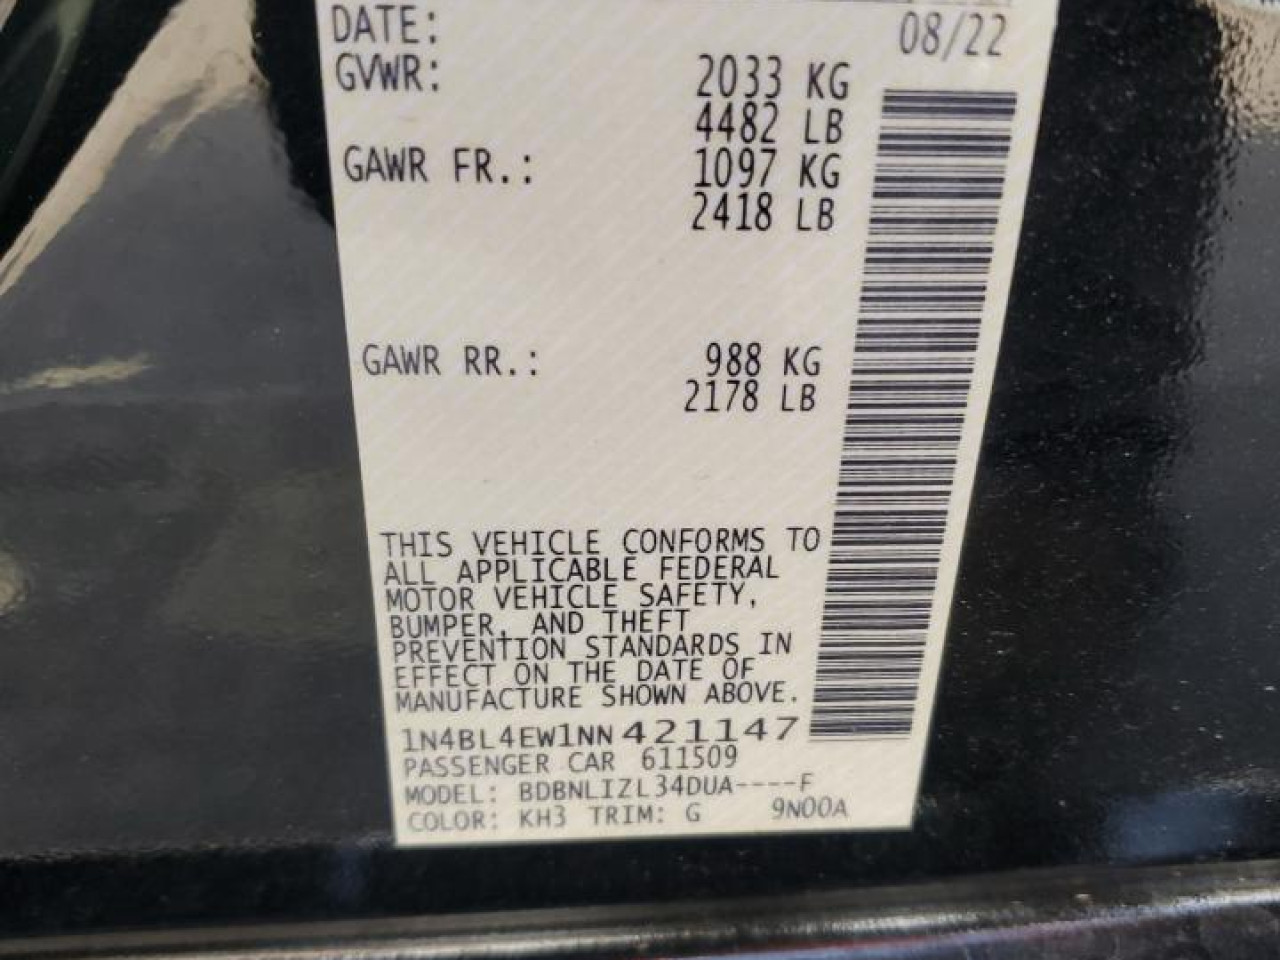 DATE: 08/22
GVWR: 2033 KG
4482 LB
GAWR FR.: 1097 KG
2418 LB
GAWR RR.: 988 KG
2178 LB
THIS VEHICLE CONFORMS TO
ALL APPLICABLE FEDERAL
MOTOR VEHICLE SAFETY,
BUMPER, AND THEFT
PREVENTION STANDARDS IN
EFFECT ON THE DATE OF
MANUFACTURE SHOWN ABOVE.
1N4BL4EW1NN421147
PASSENGER CAR 611509
MODEL: BDBNLIZL34DUA----F
COLOR: KH3 TRIM: G 9N00A